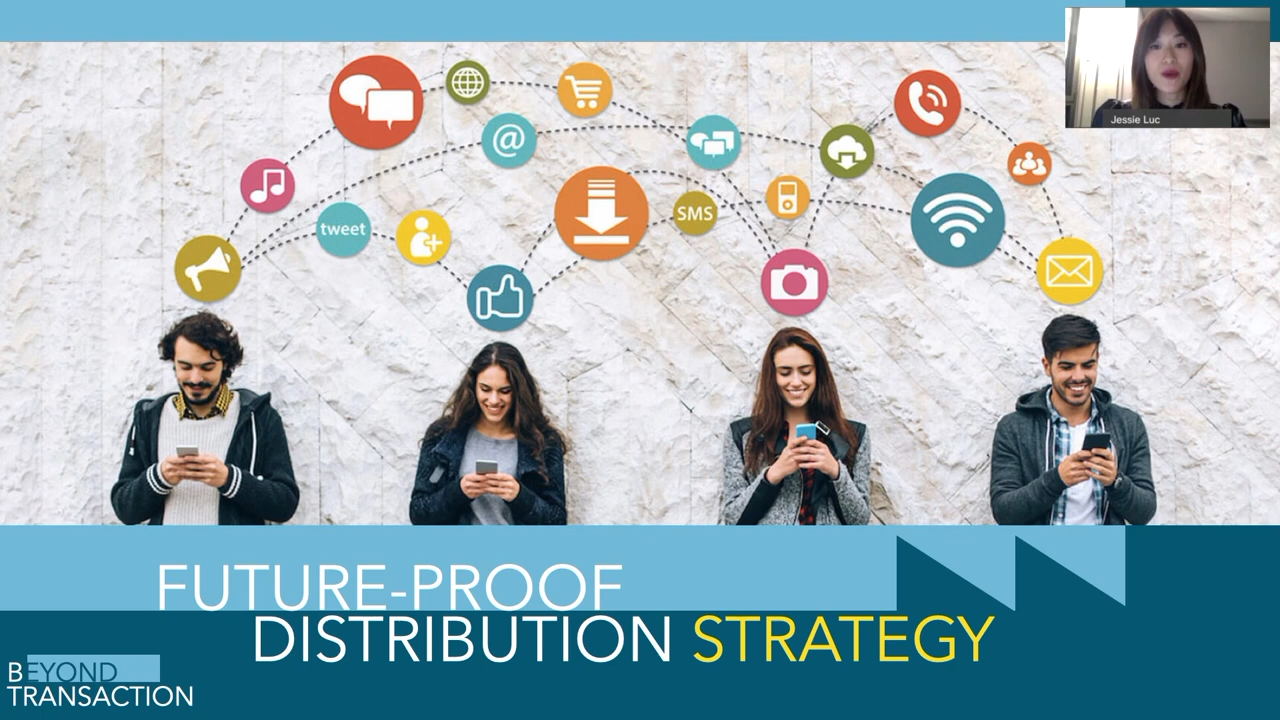 Jessie Luc
@
tweet
SMS
FUTURE-PROOF
DISTRIBUTION STRATEGY
BEYOND
TRANSACTION